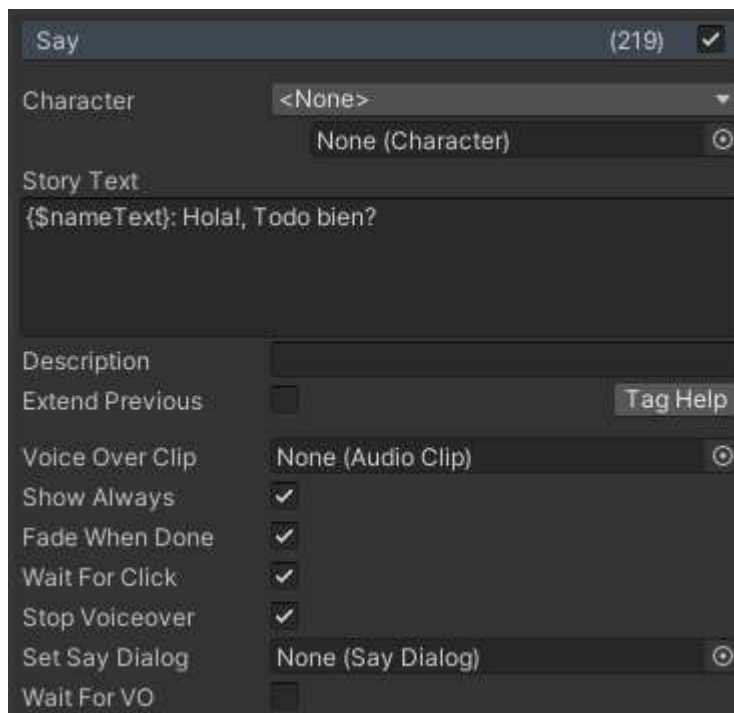 Say (219)
Character <None>
None (Character)
Story Text
{$nameText}: Hola!, Todo bien?
Description
Extend Previous Tag Help
Voice Over Clip None (Audio Clip)
Show Always
Fade When Done
Wait For Click
Stop Voiceover
Set Say Dialog None (Say Dialog)
Wait For VO